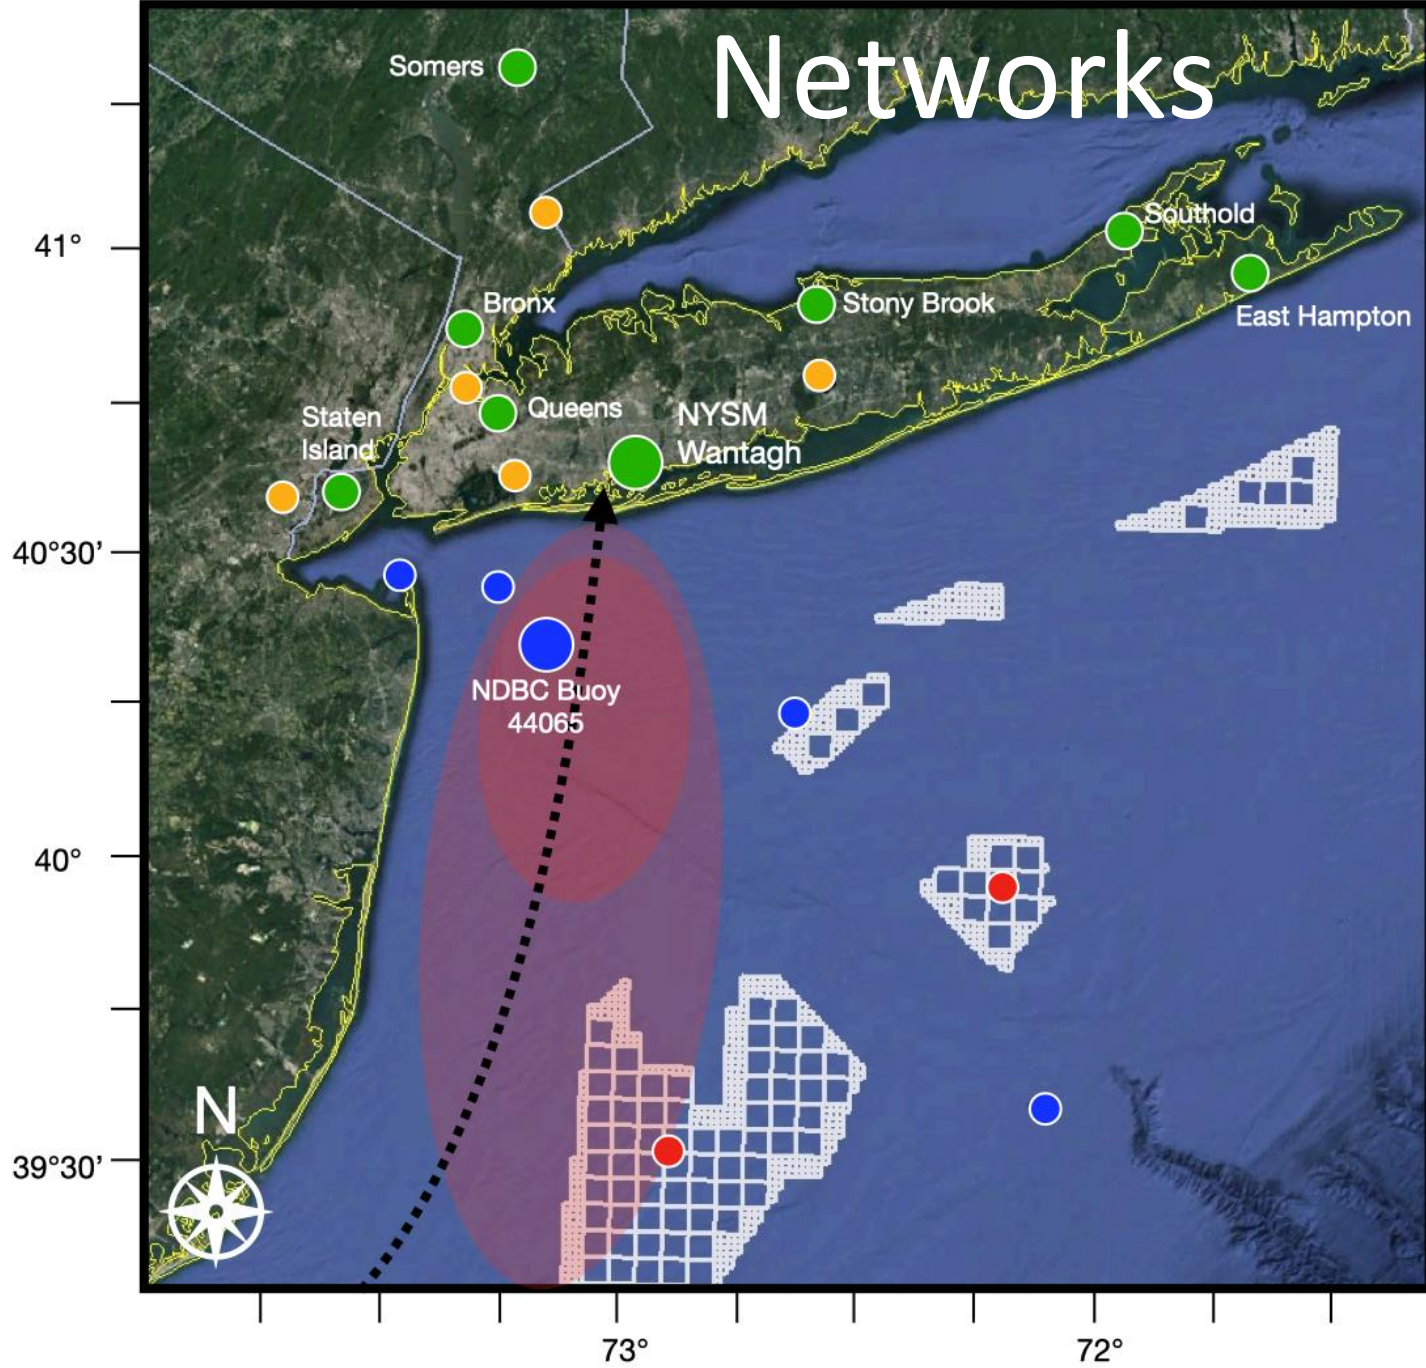 Networks
Somers
41°
Southold
Bronx
Stony Brook
East Hampton
Staten
Island
Queens
NYSM
Wantagh
40°30’
NDBC Buoy
44065
40°
N
39°30’
73°
72°